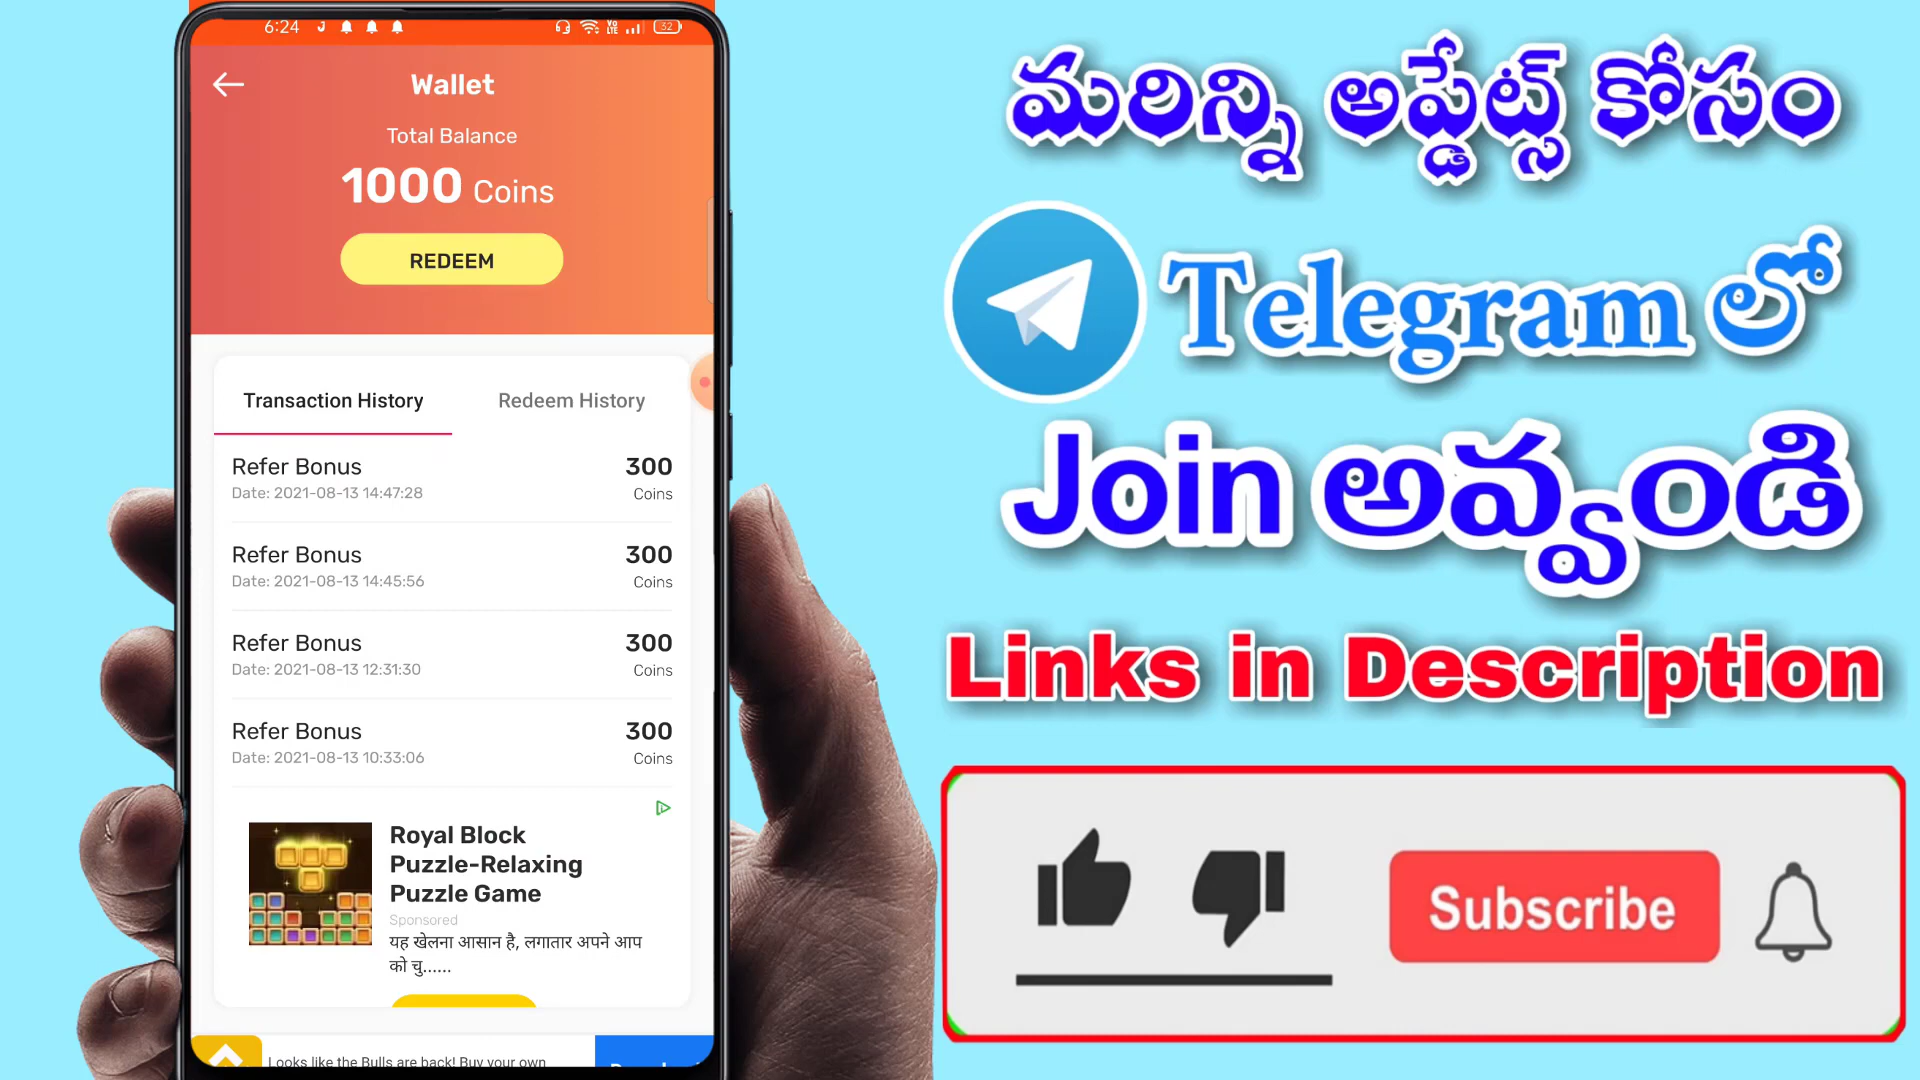 6:24
VO LTE
32
Wallet
Total Balance
1000 Coins
REDEEM
Transaction History
Redeem History
Refer Bonus
300
Date: 2021-08-13 14:47:28
Coins
Refer Bonus
300
Date: 2021-08-13 14:45:56
Coins
Refer Bonus
300
Date: 2021-08-13 12:31:30
Coins
Refer Bonus
300
Date: 2021-08-13 10:33:06
Coins
Royal Block
Puzzle-Relaxing
Puzzle Game
Sponsored
यह खेलना आसान है, लगातार अपने आप
को चु......
Looks like the Bulls are back! Buy your own
మరిన్ని అప్డేట్స్ కోసం
Telegram లో
Join అవ్వండి
Links in Description
Subscribe